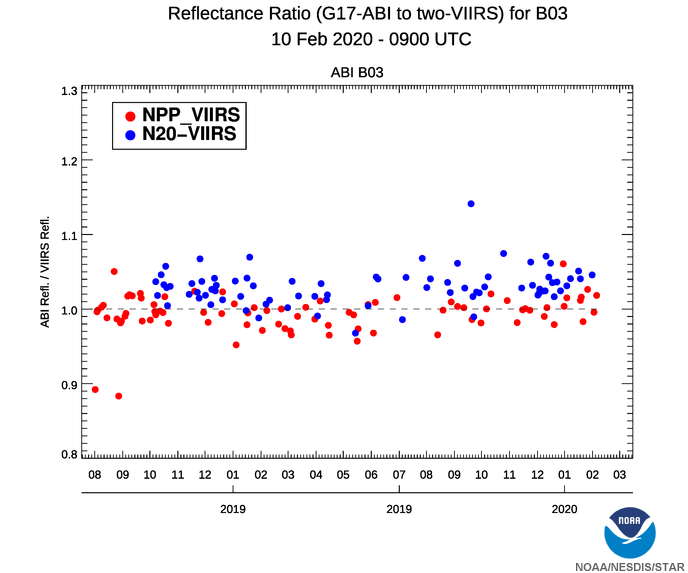 Reflectance Ratio (G17-ABI to two-VIIRS) for B03
10 Feb 2020 - 0900 UTC
ABI B03
NPP_VIIRS
N20-VIIRS
ABI Refl. / VIIRS Refl.
1.3
1.2
1.1
1.0
0.9
0.8
08 09 10 11 12 01 02 03 04 05 06 07 08 09 10 11 12 01 02 03
2019 2019 2020
NOAA
NOAA/NESDIS/STAR